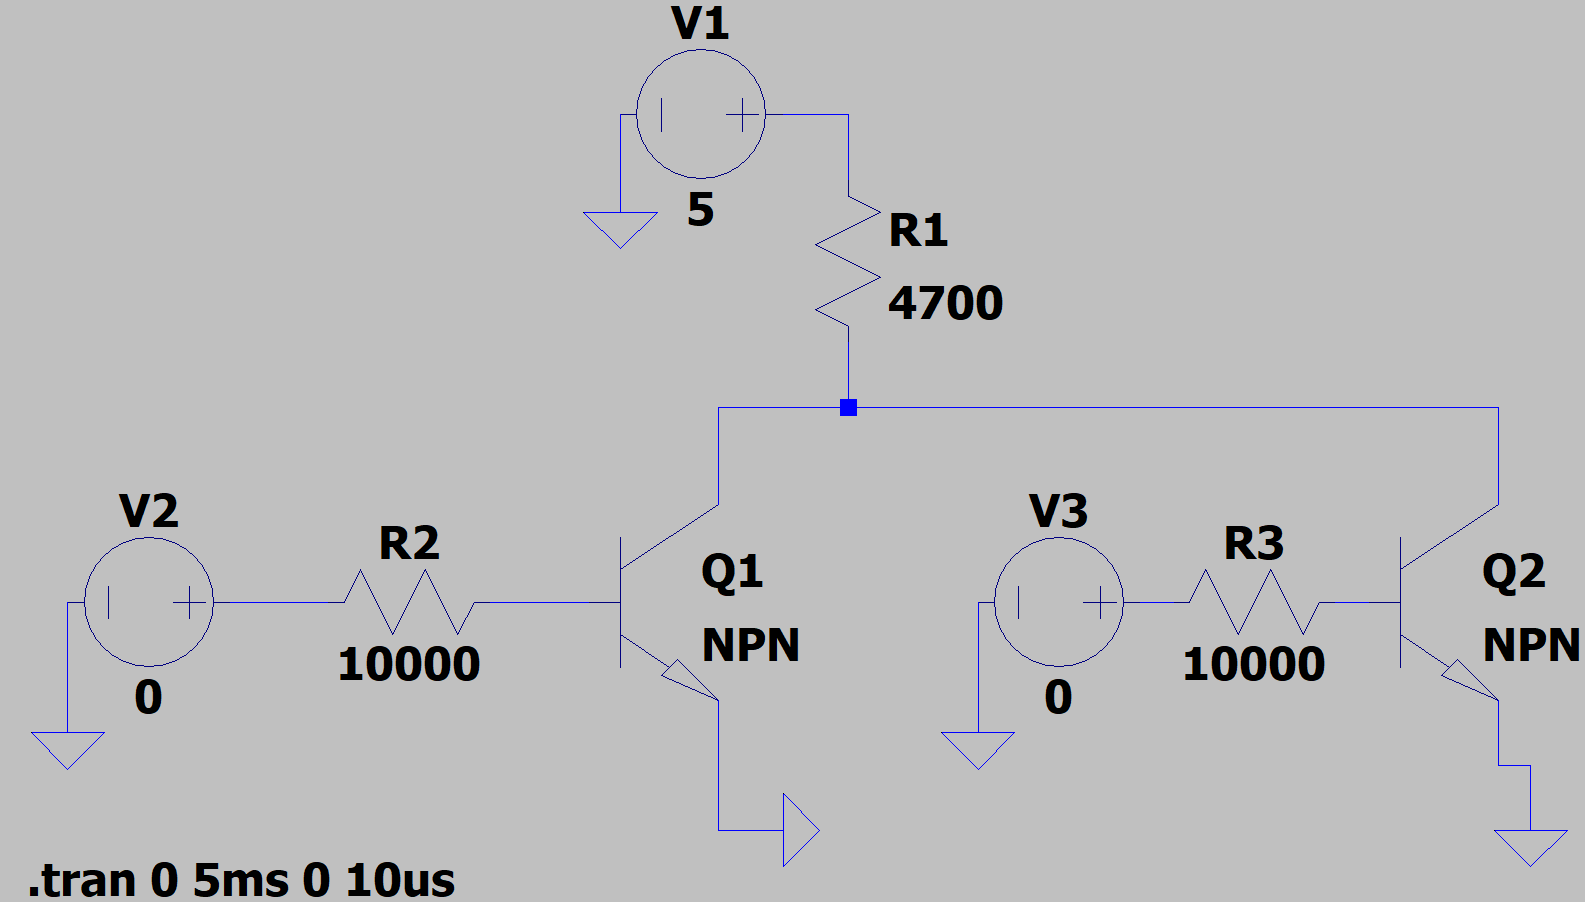 V1
5
R1
4700
V2
0
R2
10000
Q1
NPN
V3
0
R3
10000
Q2
NPN
.tran 0 5ms 0 10us